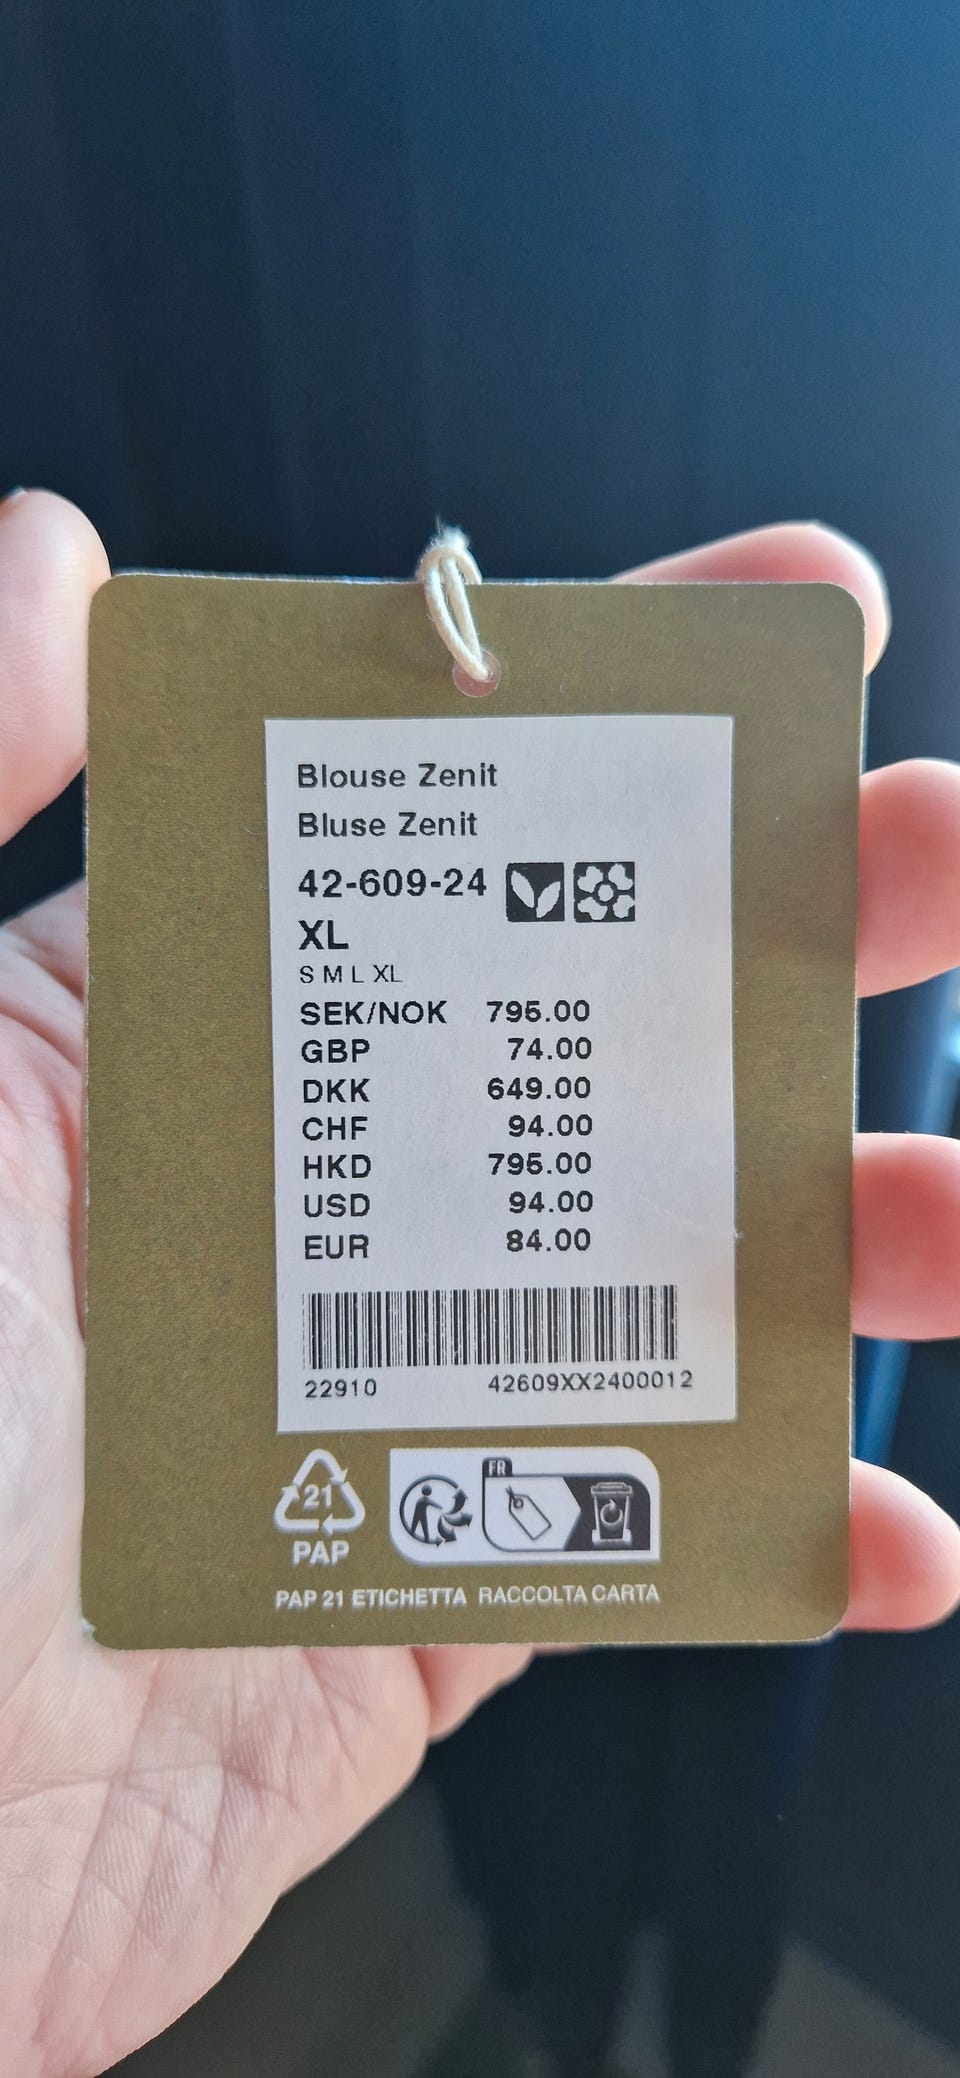 Blouse Zenit
Bluse Zenit
42-609-24
XL
S M L XL
SEK/NOK 795.00
GBP 74.00
DKK 649.00
CHF 94.00
HKD 795.00
USD 94.00
EUR 84.00
22910 42609XX2400012
FR
21
PAP
PAP 21 ETICHETTA RACCOLTA CARTA